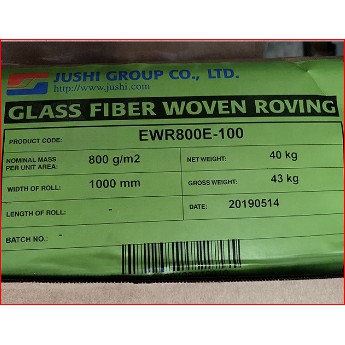 JUSHI GROUP CO., LTD.
http://www.jushi.com
GLASS FIBER WOVEN ROVING
PRODUCT CODE: EWR800E-100
NOMINAL MASS PER UNIT AREA: 800 g/m2 NET WEIGHT: 40 kg
WIDTH OF ROLL: 1000 mm GROSS WEIGHT: 43 kg
LENGTH OF ROLL: - DATE: 20190514
BATCH NO.: -